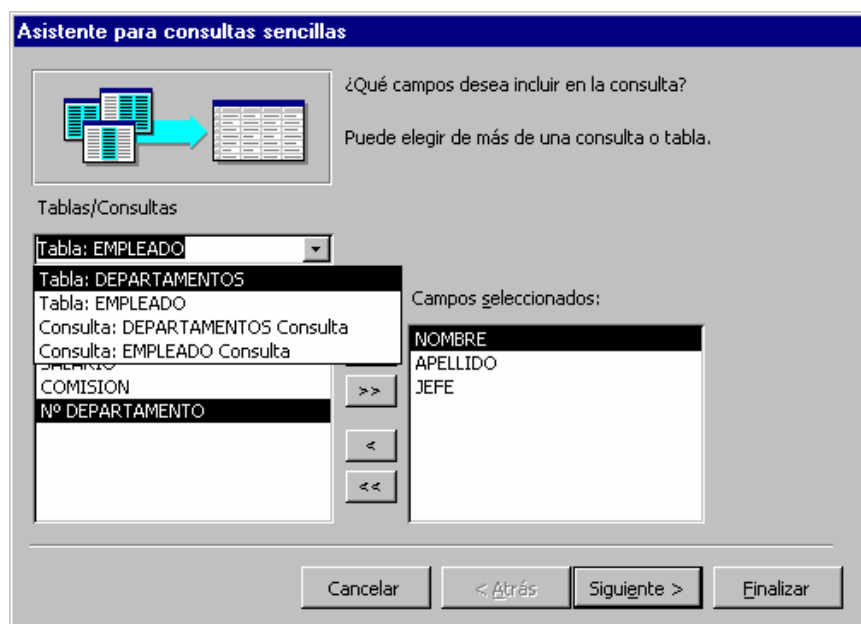 Asistente para consultas sencillas
¿Qué campos desea incluir en la consulta?
Puede elegir de más de una consulta o tabla.
Tablas/Consultas
Tabla: EMPLEADO
Tabla: DEPARTAMENTOS
Tabla: EMPLEADO
Consulta: DEPARTAMENTOS Consulta
Consulta: EMPLEADO Consulta
SALARIO
COMISION
Nº DEPARTAMENTO
>>
<
<<
Campos seleccionados:
NOMBRE
APELLIDO
JEFE
Cancelar
< Atrás
Siguiente >
Finalizar